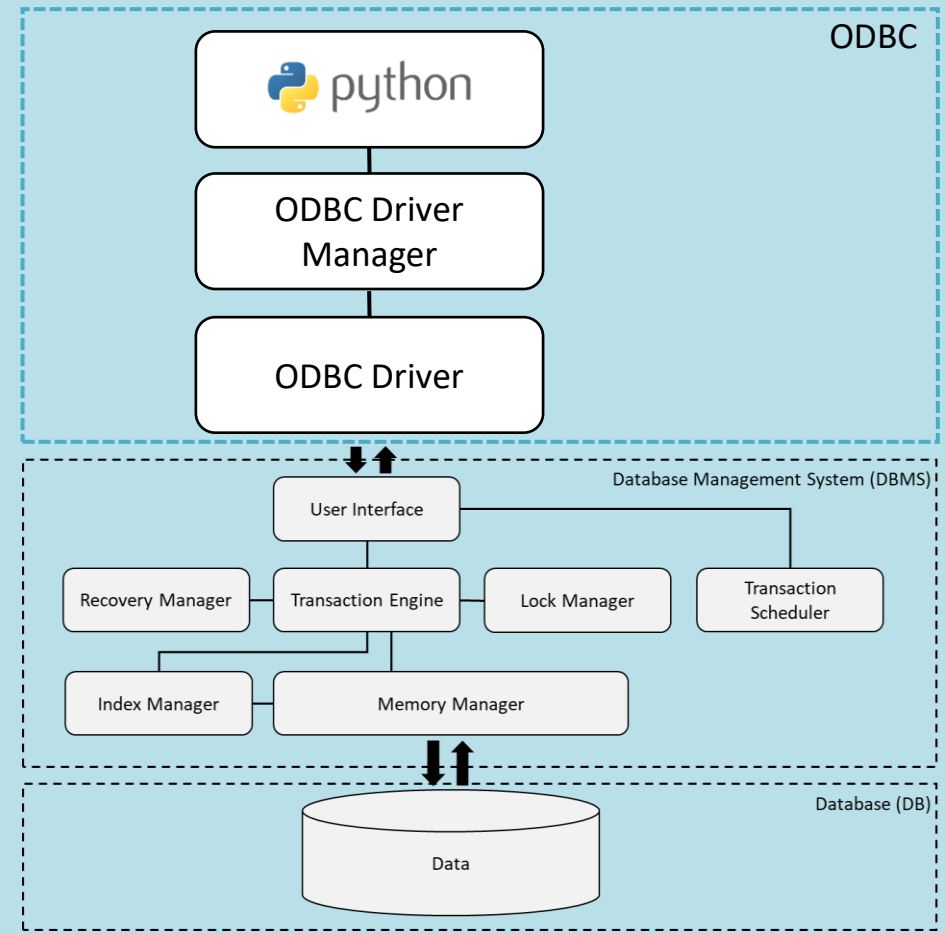 ODBC
python
ODBC Driver
Manager
ODBC Driver
Database Management System (DBMS)
User Interface
Recovery Manager
Transaction Engine
Lock Manager
Transaction
Scheduler
Index Manager
Memory Manager
Database (DB)
Data